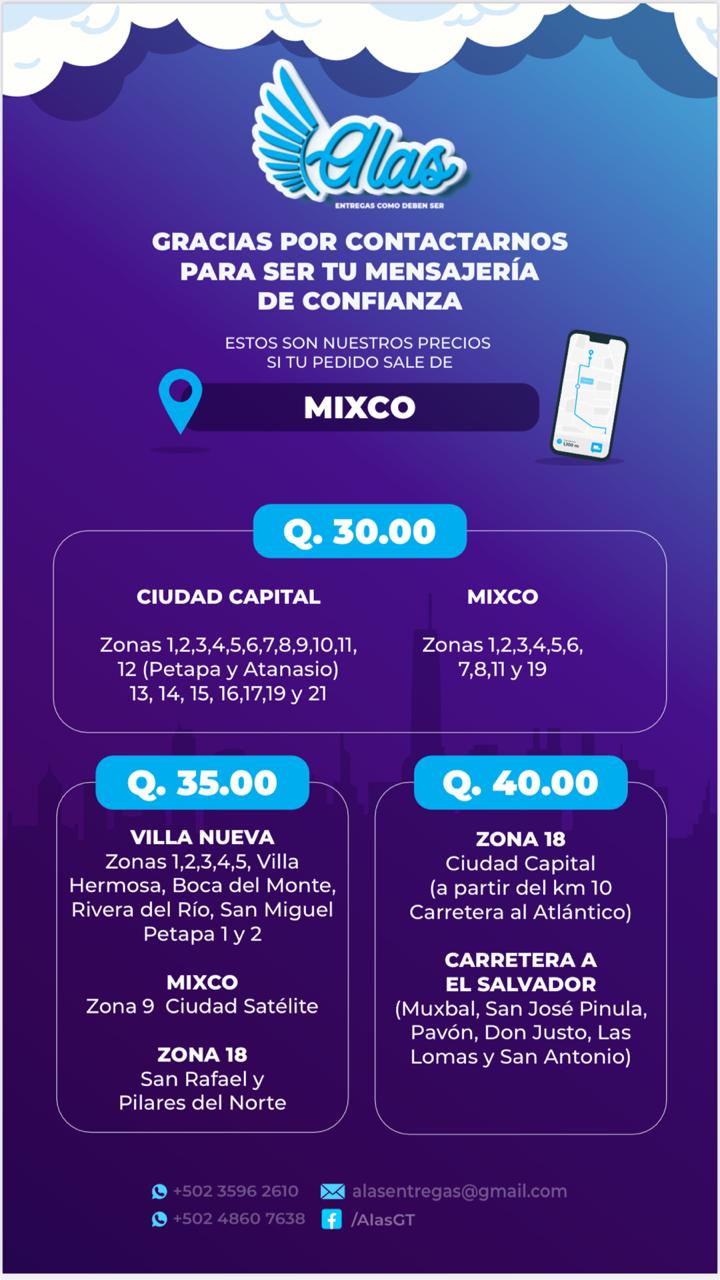 Alas
ENTREGAS COMO DEBEN SER
GRACIAS POR CONTACTARNOS
PARA SER TU MENSAJERÍA
DE CONFIANZA
ESTOS SON NUESTROS PRECIOS
SI TU PEDIDO SALE DE
MIXCO
Q. 30.00
CIUDAD CAPITAL
Zonas 1,2,3,4,5,6,7,8,9,10,11,
12 (Petapa y Atanasio)
13, 14, 15, 16,17,19 y 21
MIXCO
Zonas 1,2,3,4,5,6,
7,8,11 y 19
Q. 35.00
VILLA NUEVA
Zonas 1,2,3,4,5, Villa
Hermosa, Boca del Monte,
Rivera del Río, San Miguel
Petapa 1 y 2
MIXCO
Zona 9 Ciudad Satélite
ZONA 18
San Rafael y
Pilares del Norte
Q. 40.00
ZONA 18
Ciudad Capital
(a partir del km 10
Carretera al Atlántico)
CARRETERA A
EL SALVADOR
(Muxbal, San José Pinula,
Pavón, Don Justo, Las
Lomas y San Antonio)
+502 3596 2610
alasentregas@gmail.com
+502 4860 7638
/AlasGT